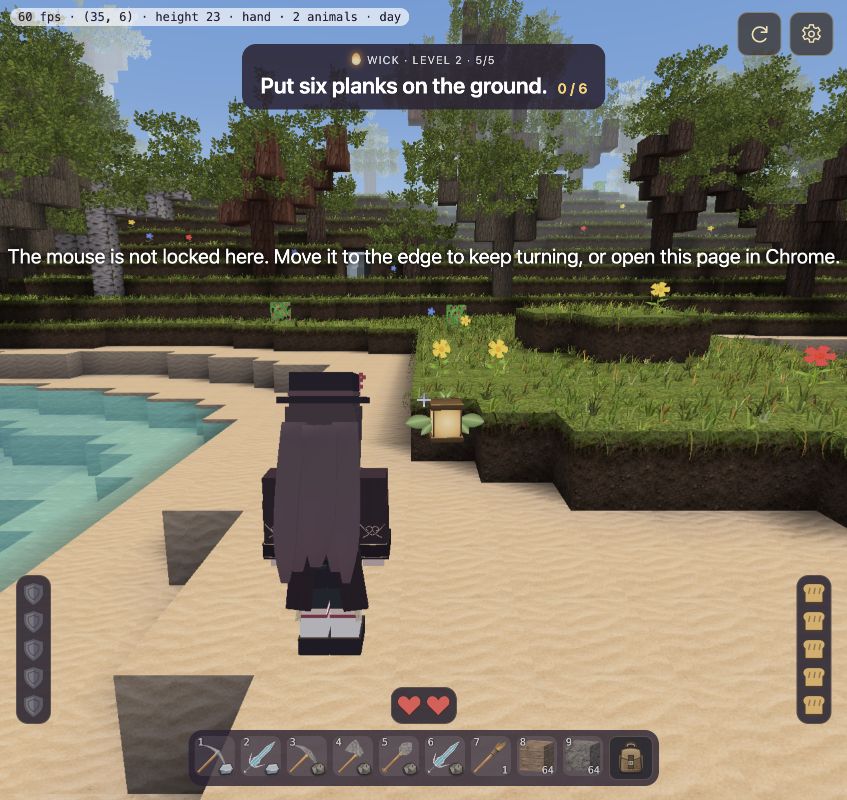 60 fps · (35, 6) · height 23 · hand · 2 animals · day
WICK · LEVEL 2 · 5/5
Put six planks on the ground. 0 / 6
The mouse is not locked here. Move it to the edge to keep turning, or open this page in Chrome.
1 2 3 4 5 6 7 8 9
1 64 64